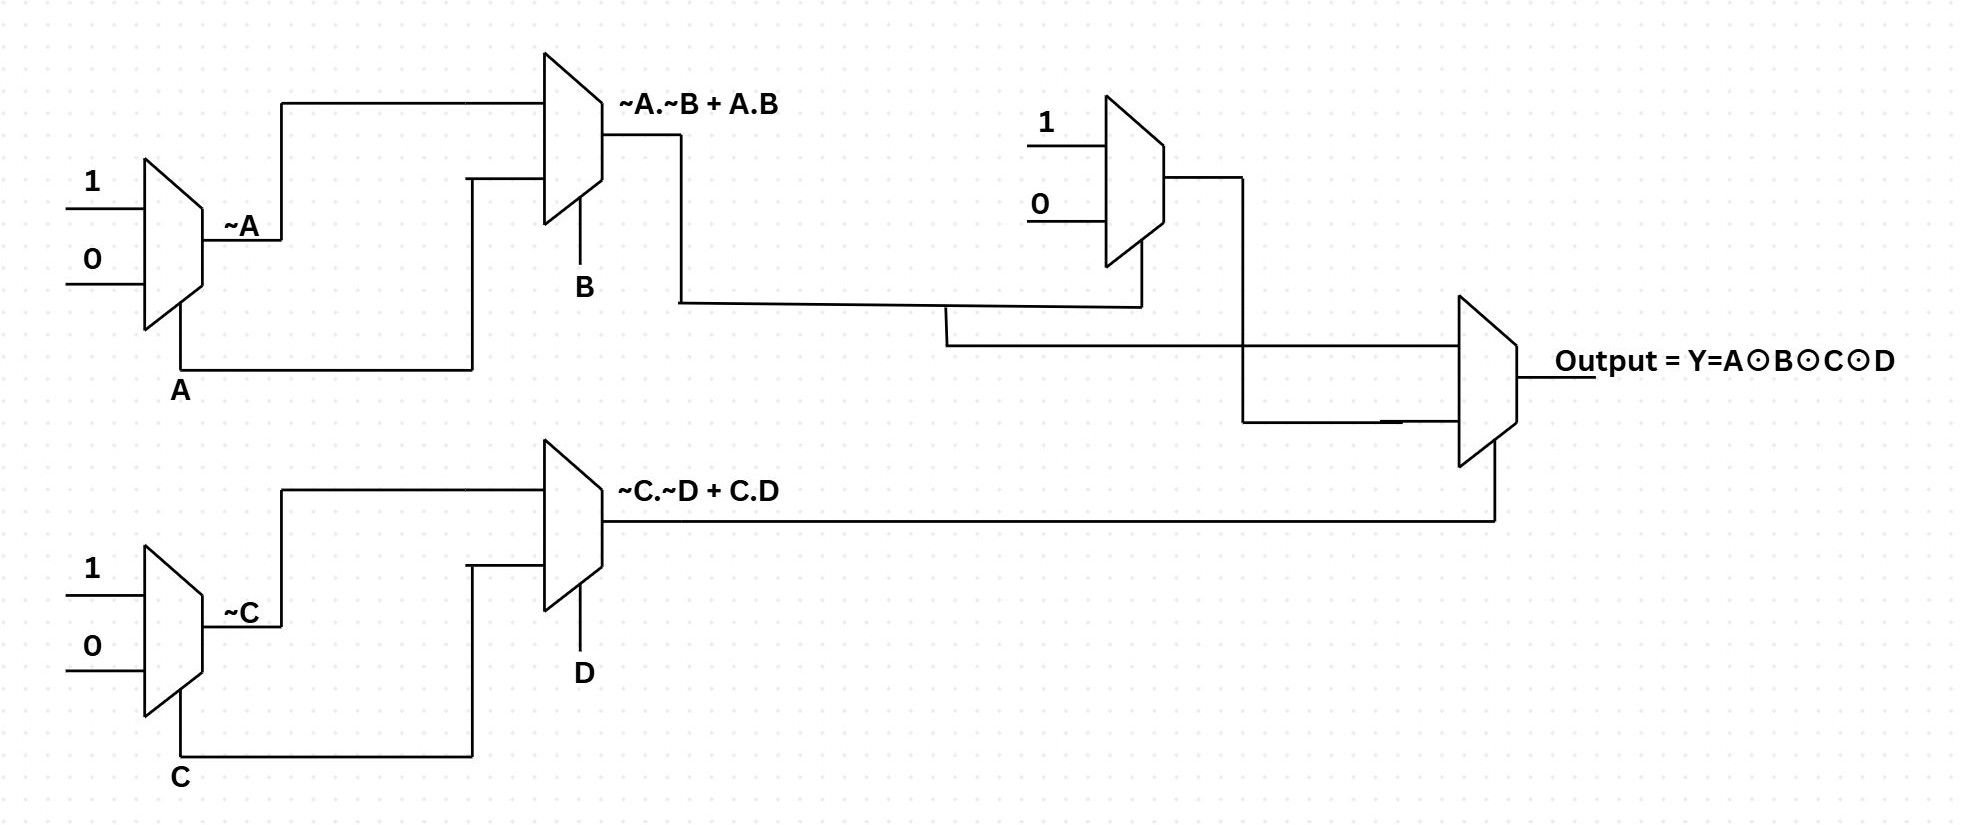 ~A.~B + A.B
1
1
~A
0
0
B
Output = Y=A⊙B⊙C⊙D
A
~C.~D + C.D
1
~C
0
D
C